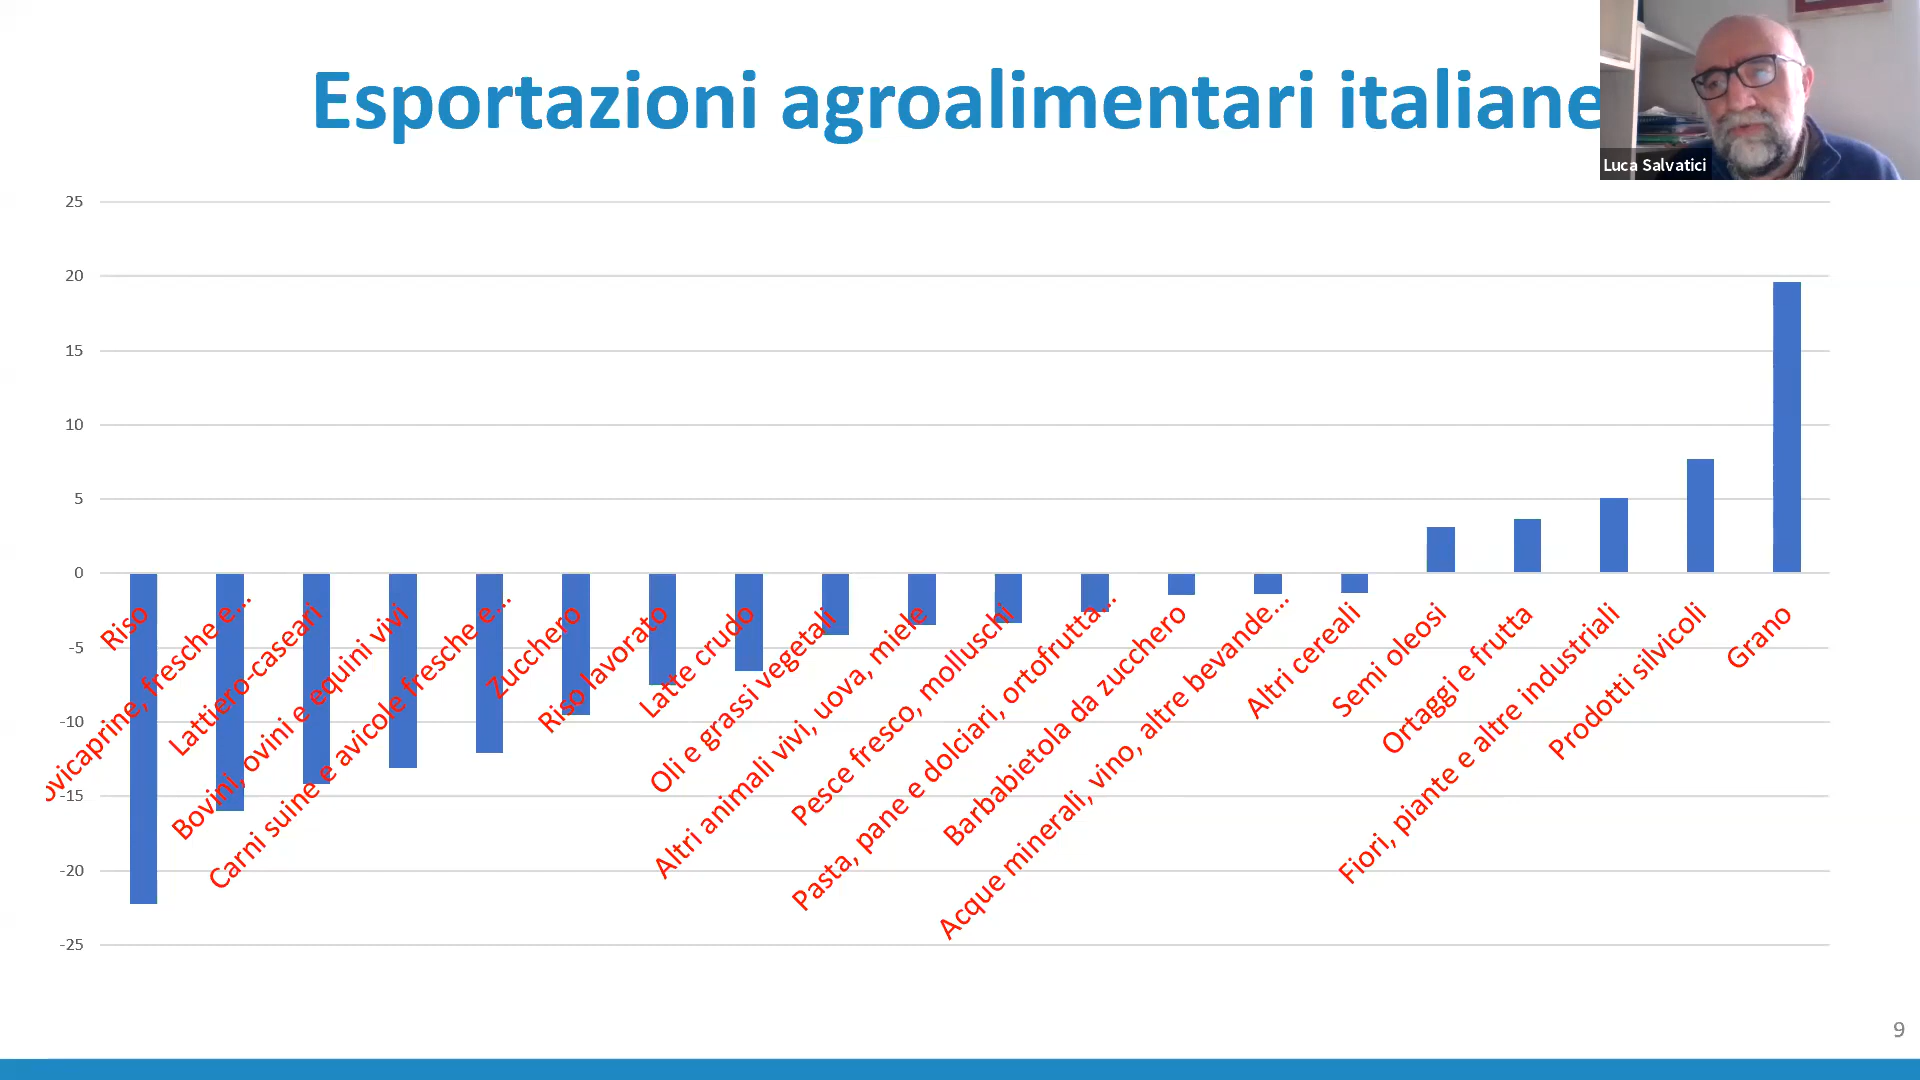 Esportazioni agroalimentari italiane
Luca Salvatici
25
20
15
10
5
0
-5
-10
-15
-20
-25
Riso
ovicaprine, fresche e...
Lattiero-caseari
Bovini, ovini e equini vivi
Carni suine e avicole fresche e...
Zucchero
Riso lavorato
Latte crudo
Oli e grassi vegetali
Altri animali vivi, uova, miele
Pesce fresco, molluschi
Pasta, pane e dolciari, ortofrutta...
Barbabietola da zucchero
Acque minerali, vino, altre bevande...
Altri cereali
Semi oleosi
Ortaggi e frutta
Fiori, piante e altre industriali
Prodotti silvicoli
Grano
9